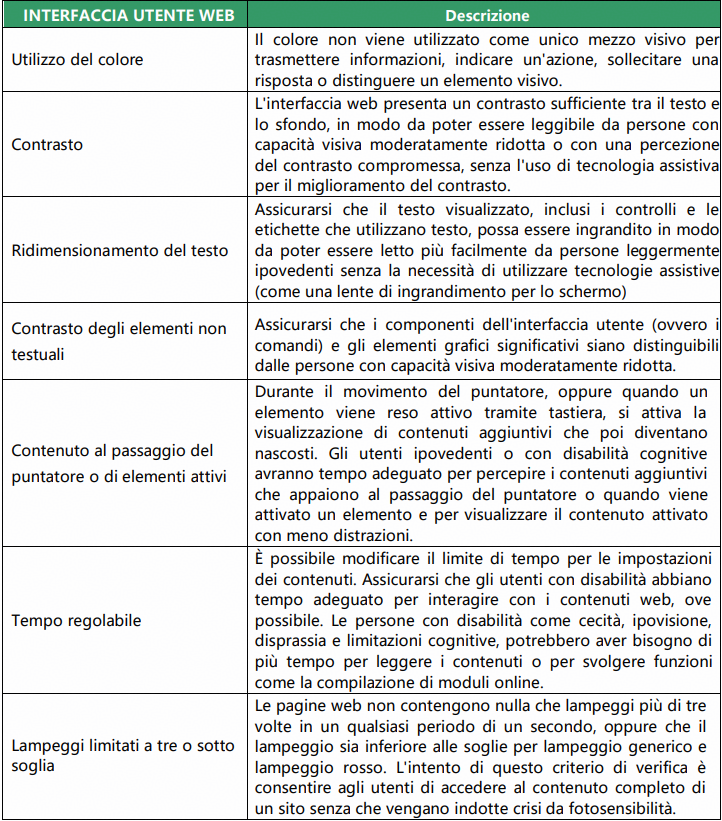 INTERFACCIA UTENTE WEB
Descrizione
Utilizzo del colore
Il colore non viene utilizzato come unico mezzo visivo per
trasmettere informazioni, indicare un'azione, sollecitare una
risposta o distinguere un elemento visivo.
Contrasto
L'interfaccia web presenta un contrasto sufficiente tra il testo e
lo sfondo, in modo da poter essere leggibile da persone con
capacità visiva moderatamente ridotta o con una percezione
del contrasto compromessa, senza l'uso di tecnologia assistiva
per il miglioramento del contrasto.
Ridimensionamento del testo
Assicurarsi che il testo visualizzato, inclusi i controlli e le
etichette che utilizzano testo, possa essere ingrandito in modo
da poter essere letto più facilmente da persone leggermente
ipovedenti senza la necessità di utilizzare tecnologie assistive
(come una lente di ingrandimento per lo schermo)
Contrasto degli elementi non
testuali
Assicurarsi che i componenti dell'interfaccia utente (ovvero i
comandi) e gli elementi grafici significativi siano distinguibili
dalle persone con capacità visiva moderatamente ridotta.
Contenuto al passaggio del
puntatore o di elementi attivi
Durante il movimento del puntatore, oppure quando un
elemento viene reso attivo tramite tastiera, si attiva la
visualizzazione di contenuti aggiuntivi che poi diventano
nascosti. Gli utenti ipovedenti o con disabilità cognitive
avranno tempo adeguato per percepire i contenuti aggiuntivi
che appaiono al passaggio del puntatore o quando viene
attivato un elemento e per visualizzare il contenuto attivato
con meno distrazioni.
Tempo regolabile
È possibile modificare il limite di tempo per le impostazioni
dei contenuti. Assicurarsi che gli utenti con disabilità abbiano
tempo adeguato per interagire con i contenuti web, ove
possibile. Le persone con disabilità come cecità, ipovisione,
disprassia e limitazioni cognitive, potrebbero aver bisogno di
più tempo per leggere i contenuti o per svolgere funzioni
come la compilazione di moduli online.
Lampeggi limitati a tre o sotto
soglia
Le pagine web non contengono nulla che lampeggi più di tre
volte in un qualsiasi periodo di un secondo, oppure che il
lampeggio sia inferiore alle soglie per lampeggio generico e
lampeggio rosso. L'intento di questo criterio di verifica è
consentire agli utenti di accedere al contenuto completo di
un sito senza che vengano indotte crisi da fotosensibilità.